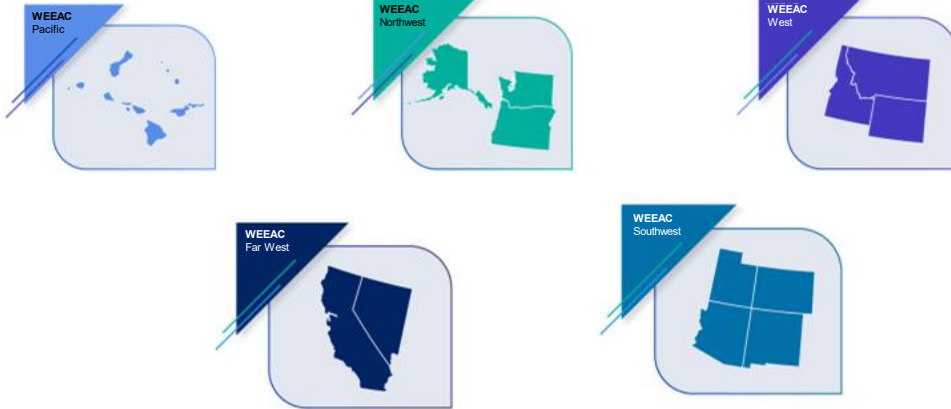 WEEAC
Pacific
WEEAC
Northwest
WEEAC
West
WEEAC
Far West
WEEAC
Southwest